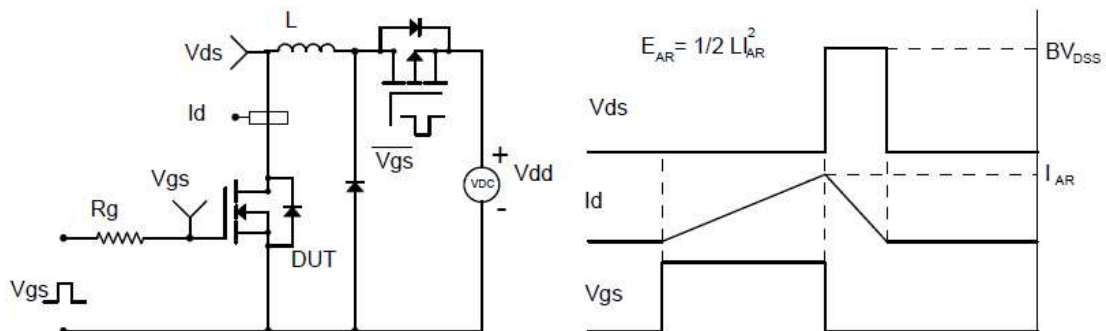 L
Vds
Id
Vgs
Rg
DUT
Vgs
Vgs
+
VDC
-
Vdd
E_AR = 1/2 LI_AR^2
BV_DSS
Vds
I_AR
Id
Vgs